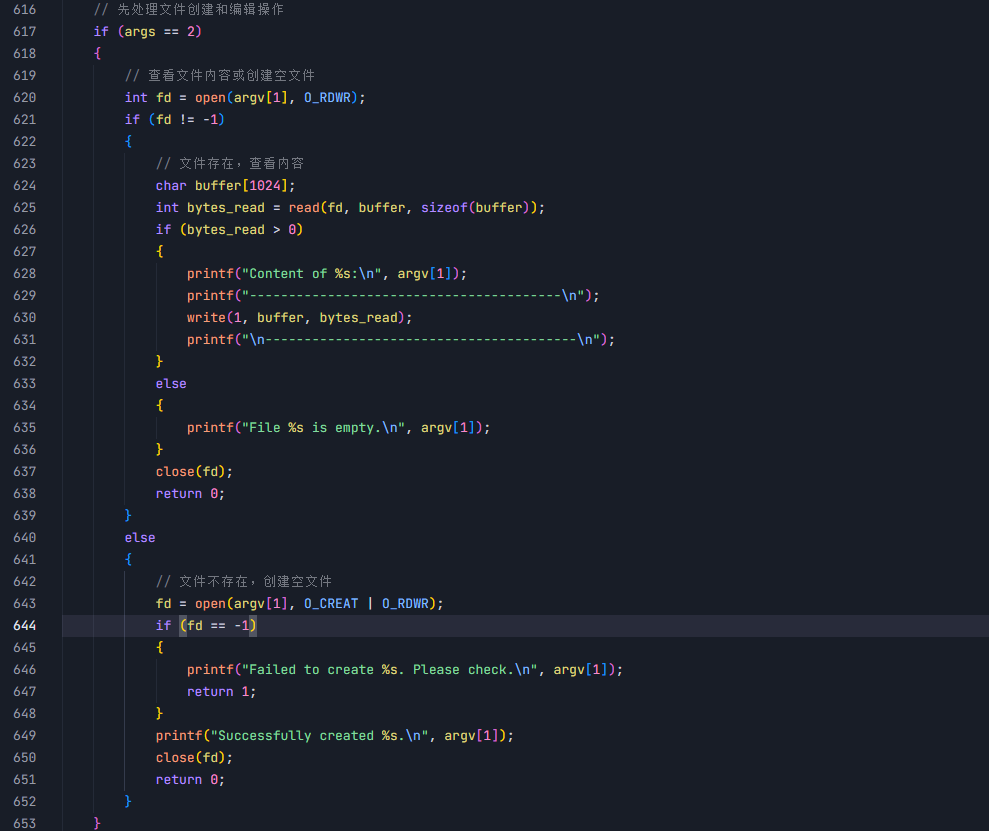 616 // 先处理文件创建和编辑操作
617 if (args == 2)
618 {
619 // 查看文件内容或创建空文件
620 int fd = open(argv[1], O_RDWR);
621 if (fd != -1)
622 {
623 // 文件存在，查看内容
624 char buffer[1024];
625 int bytes_read = read(fd, buffer, sizeof(buffer));
626 if (bytes_read > 0)
627 {
628 printf("Content of %s:\n", argv[1]);
629 printf("----------------------------------------\n");
630 write(1, buffer, bytes_read);
631 printf("\n----------------------------------------\n");
632 }
633 else
634 {
635 printf("File %s is empty.\n", argv[1]);
636 }
637 close(fd);
638 return 0;
639 }
640 else
641 {
642 // 文件不存在，创建空文件
643 fd = open(argv[1], O_CREAT | O_RDWR);
644 if (fd == -1)
645 {
646 printf("Failed to create %s. Please check.\n", argv[1]);
647 return 1;
648 }
649 printf("Successfully created %s.\n", argv[1]);
650 close(fd);
651 return 0;
652 }
653 }